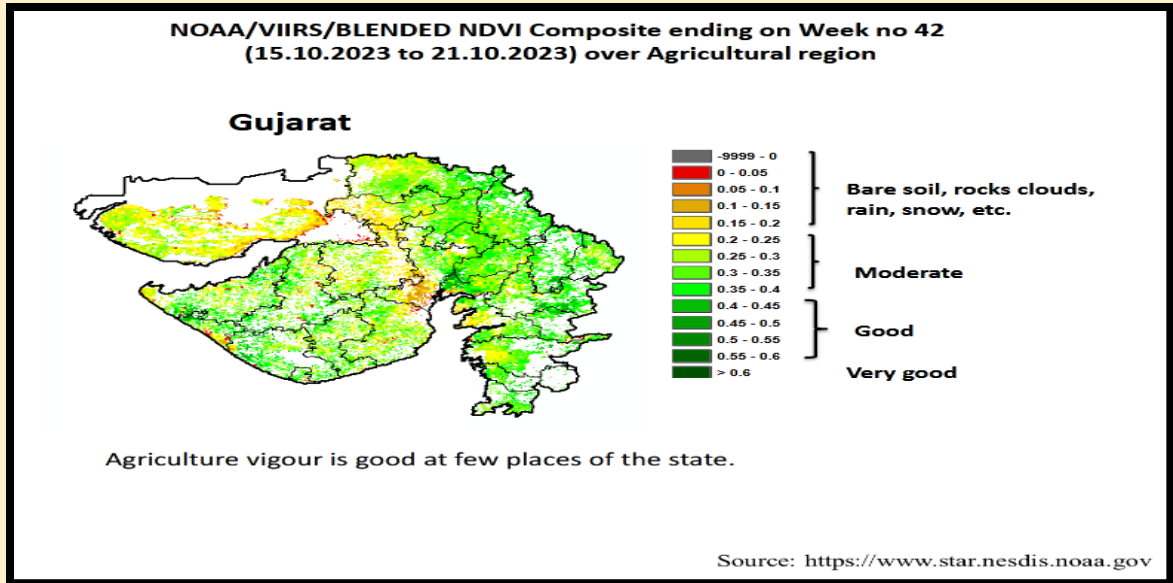 NOAA/VIIRS/BLENDED NDVI Composite ending on Week no 42
(15.10.2023 to 21.10.2023) over Agricultural region
Gujarat
-9999 - 0
0 - 0.05
0.05 - 0.1
0.1 - 0.15
0.15 - 0.2
0.2 - 0.25
0.25 - 0.3
0.3 - 0.35
0.35 - 0.4
0.4 - 0.45
0.45 - 0.5
0.5 - 0.55
0.55 - 0.6
> 0.6
Bare soil, rocks clouds,
rain, snow, etc.
Moderate
Good
Very good
Agriculture vigour is good at few places of the state.
Source: https://www.star.nesdis.noaa.gov